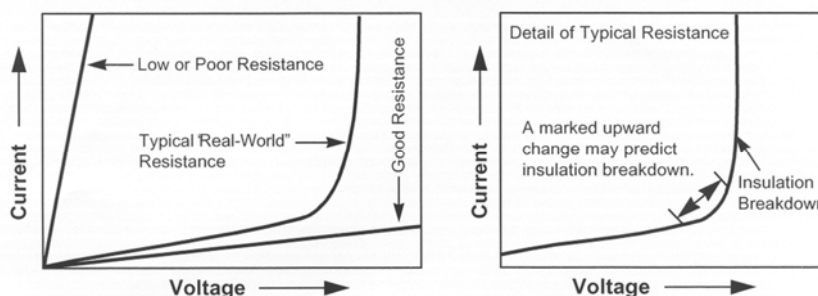 Current
Low or Poor Resistance
Typical "Real-World"
Resistance
Good Resistance
Voltage
Detail of Typical Resistance
Current
A marked upward
change may predict
insulation breakdown.
Insulation
Breakdown
Voltage